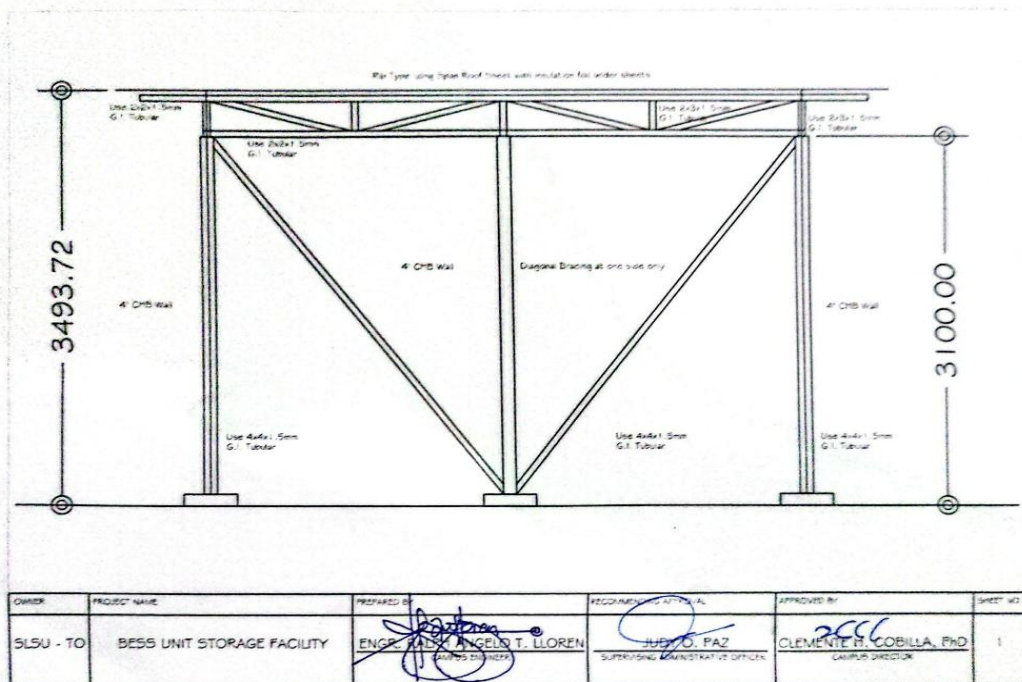 Rib Type Long Span Roof Sheet with insulation foil under sheets
Use 2x2x1.5mm
G.I. Tubular
Use 2x3x1.5mm
G.I. Tubular
Use 2x3x1.5mm
G.I. Tubular
Use 2x2x1.5mm
G.I. Tubular
3493.72
3100.00
4" CHB Wall
4" CHB Wall
Diagonal Bracing at one side only
4" CHB Wall
Use 4x4x1.5mm
G.I. Tubular
Use 4x4x1.5mm
G.I. Tubular
Use 4x4x1.5mm
G.I. Tubular
OWNER
PROJECT NAME
PREPARED BY
RECOMMENDING APPROVAL
APPROVED BY
SHEET NO
SLSU - TO
BESS UNIT STORAGE FACILITY
ENGR. RALPH ANGELO T. LLOREN
CAMPUS ENGINEER
JUDY O. PAZ
SUPERVISING ADMINISTRATIVE OFFICER
CLEMENTE H. COBILLA, PhD
CAMPUS DIRECTOR
1